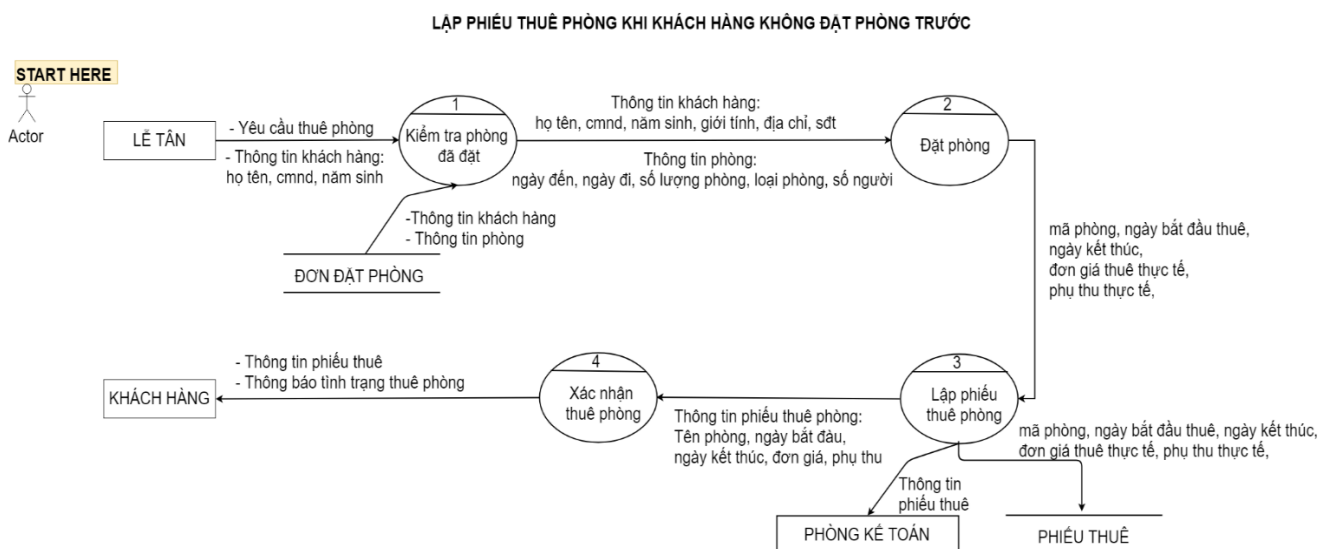 LẬP PHIẾU THUÊ PHÒNG KHI KHÁCH HÀNG KHÔNG ĐẶT PHÒNG TRƯỚC
START HERE
Actor
LỄ TÂN
- Yêu cầu thuê phòng
- Thông tin khách hàng:
họ tên, cmnd, năm sinh
1
Kiểm tra phòng
đã đặt
Thông tin khách hàng:
họ tên, cmnd, năm sinh, giới tính, địa chỉ, sđt
Thông tin phòng:
ngày đến, ngày đi, số lượng phòng, loại phòng, số người
2
Đặt phòng
-Thông tin khách hàng
- Thông tin phòng
ĐƠN ĐẶT PHÒNG
mã phòng, ngày bắt đầu thuê,
ngày kết thúc,
đơn giá thuê thực tế,
phụ thu thực tế,
KHÁCH HÀNG
- Thông tin phiếu thuê
- Thông báo tình trạng thuê phòng
4
Xác nhận
thuê phòng
Thông tin phiếu thuê phòng:
Tên phòng, ngày bắt đàu,
ngày kết thúc, đơn giá, phụ thu
3
Lập phiếu
thuê phòng
mã phòng, ngày bắt đầu thuê, ngày kết thúc,
đơn giá thuê thực tế, phụ thu thực tế,
Thông tin
phiếu thuê
PHÒNG KẾ TOÁN
PHIẾU THUÊ